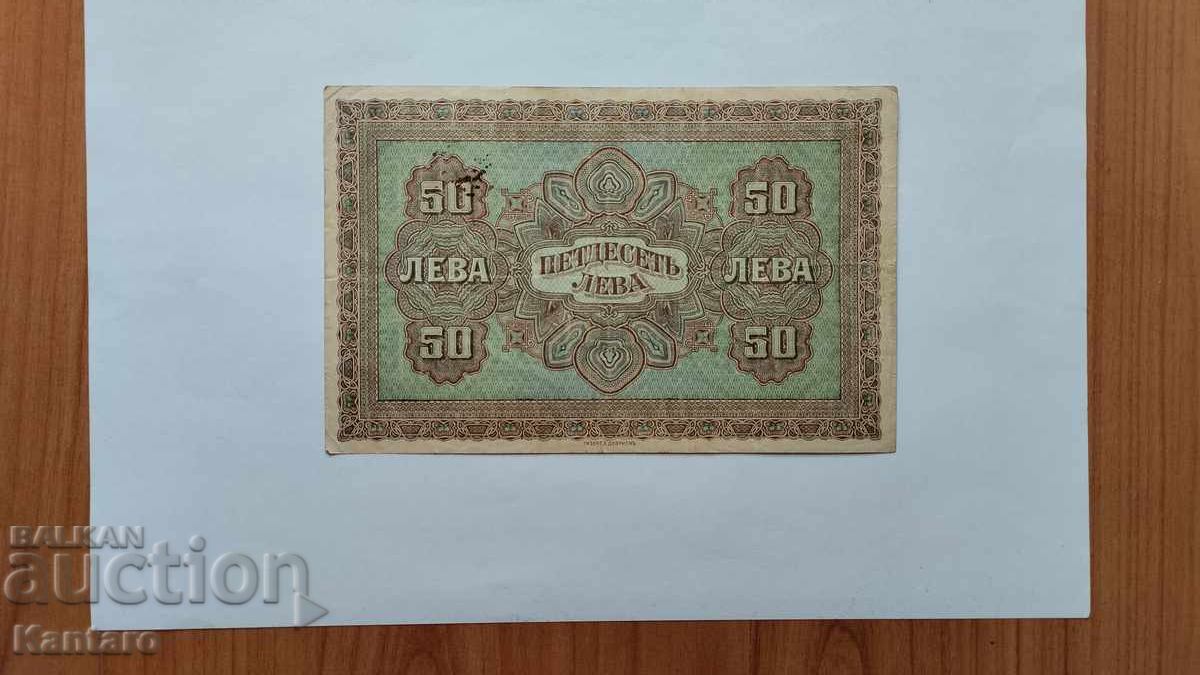 50 50
ПЕТДЕСЕТЬ
ЛЕВА ЛЕВА
ЛЕВА
50 50
BALKAN
auction
Kantaro